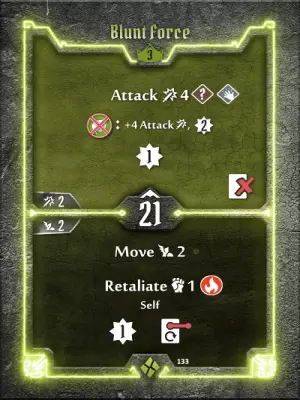 Blunt Force
3
Attack 4 ?
: +4 Attack , 2
1
2
21
2
Move 2
Retaliate 1
Self
1
133